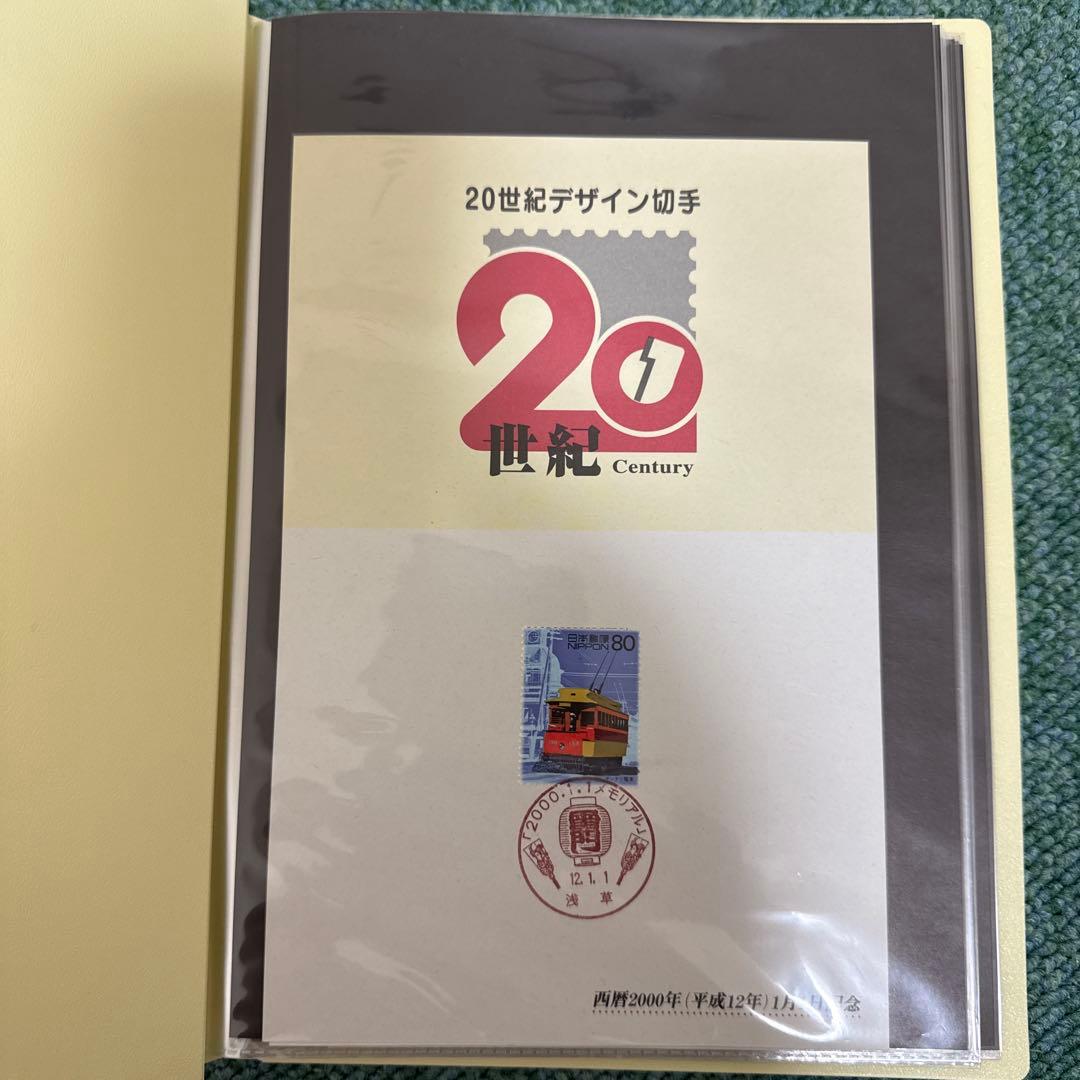 20世紀デザイン切手
20
世紀 Century
日本郵便
NIPPON 80
「2000.1.1メモリアル」
雷門
12.1.1
浅草
西暦2000年(平成12年)1月1日記念